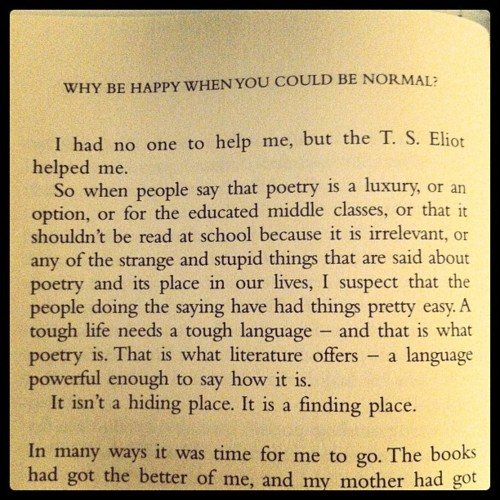 WHY BE HAPPY WHEN YOU COULD BE NORMAL?
I had no one to help me, but the T. S. Eliot
helped me.
So when people say that poetry is a luxury, or an
option, or for the educated middle classes, or that it
shouldn't be read at school because it is irrelevant, or
any of the strange and stupid things that are said about
poetry and its place in our lives, I suspect that the
people doing the saying have had things pretty easy. A
tough life needs a tough language – and that is what
poetry is. That is what literature offers – a language
powerful enough to say how it is.
It isn't a hiding place. It is a finding place.
In many ways it was time for me to go. The books
had got the better of me, and my mother had got